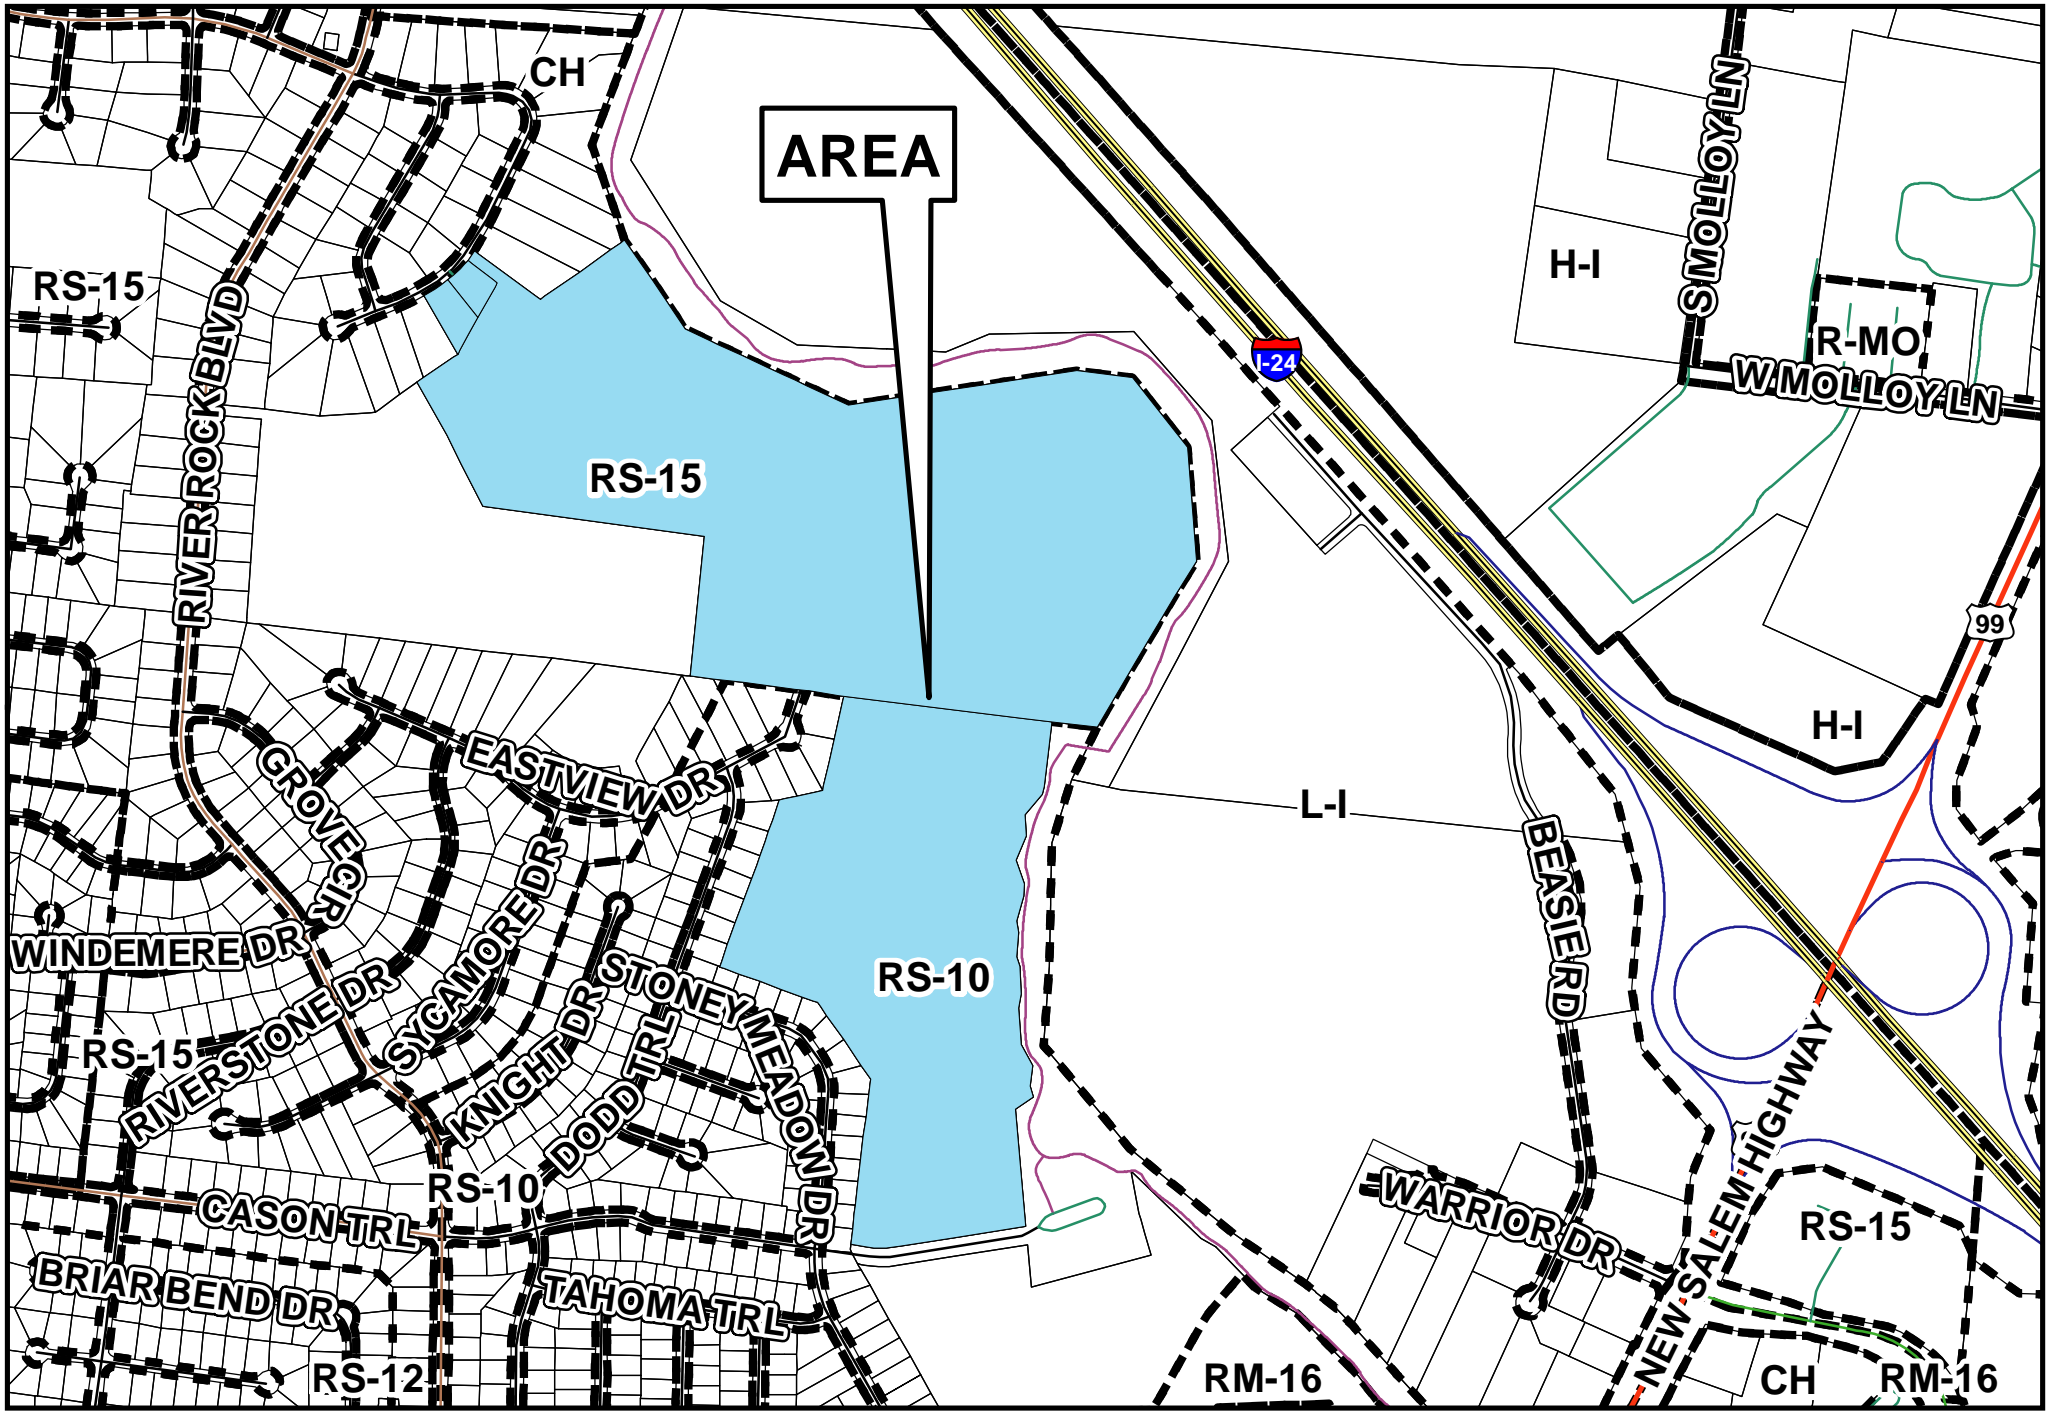 CH
AREA
S MOLLOY LN
H-I
RS-15
RIVER ROCK BLVD
I-24
R-MO
W MOLLOY LN
RS-15
99
H-I
EASTVIEW DR
GROVE CIR
L-I
BEASIE RD
WINDEMERE DR
SYCAMORE DR
STONEY MEADOW DR
RS-10
RS-15
RIVERSTONE DR
KNIGHT DR
DODD TRL
NEW SALEM HIGHWAY
RS-10
CASON TRL
WARRIOR DR
RS-15
BRIAR BEND DR
TAHOMA TRL
RS-12
RM-16
CH
RM-16